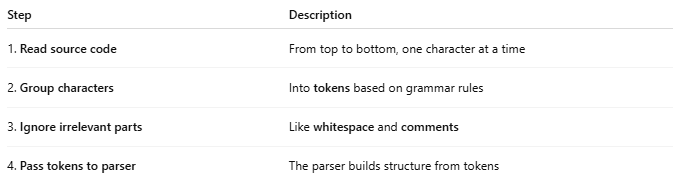 Step Description
1. Read source code From top to bottom, one character at a time
2. Group characters Into tokens based on grammar rules
3. Ignore irrelevant parts Like whitespace and comments
4. Pass tokens to parser The parser builds structure from tokens